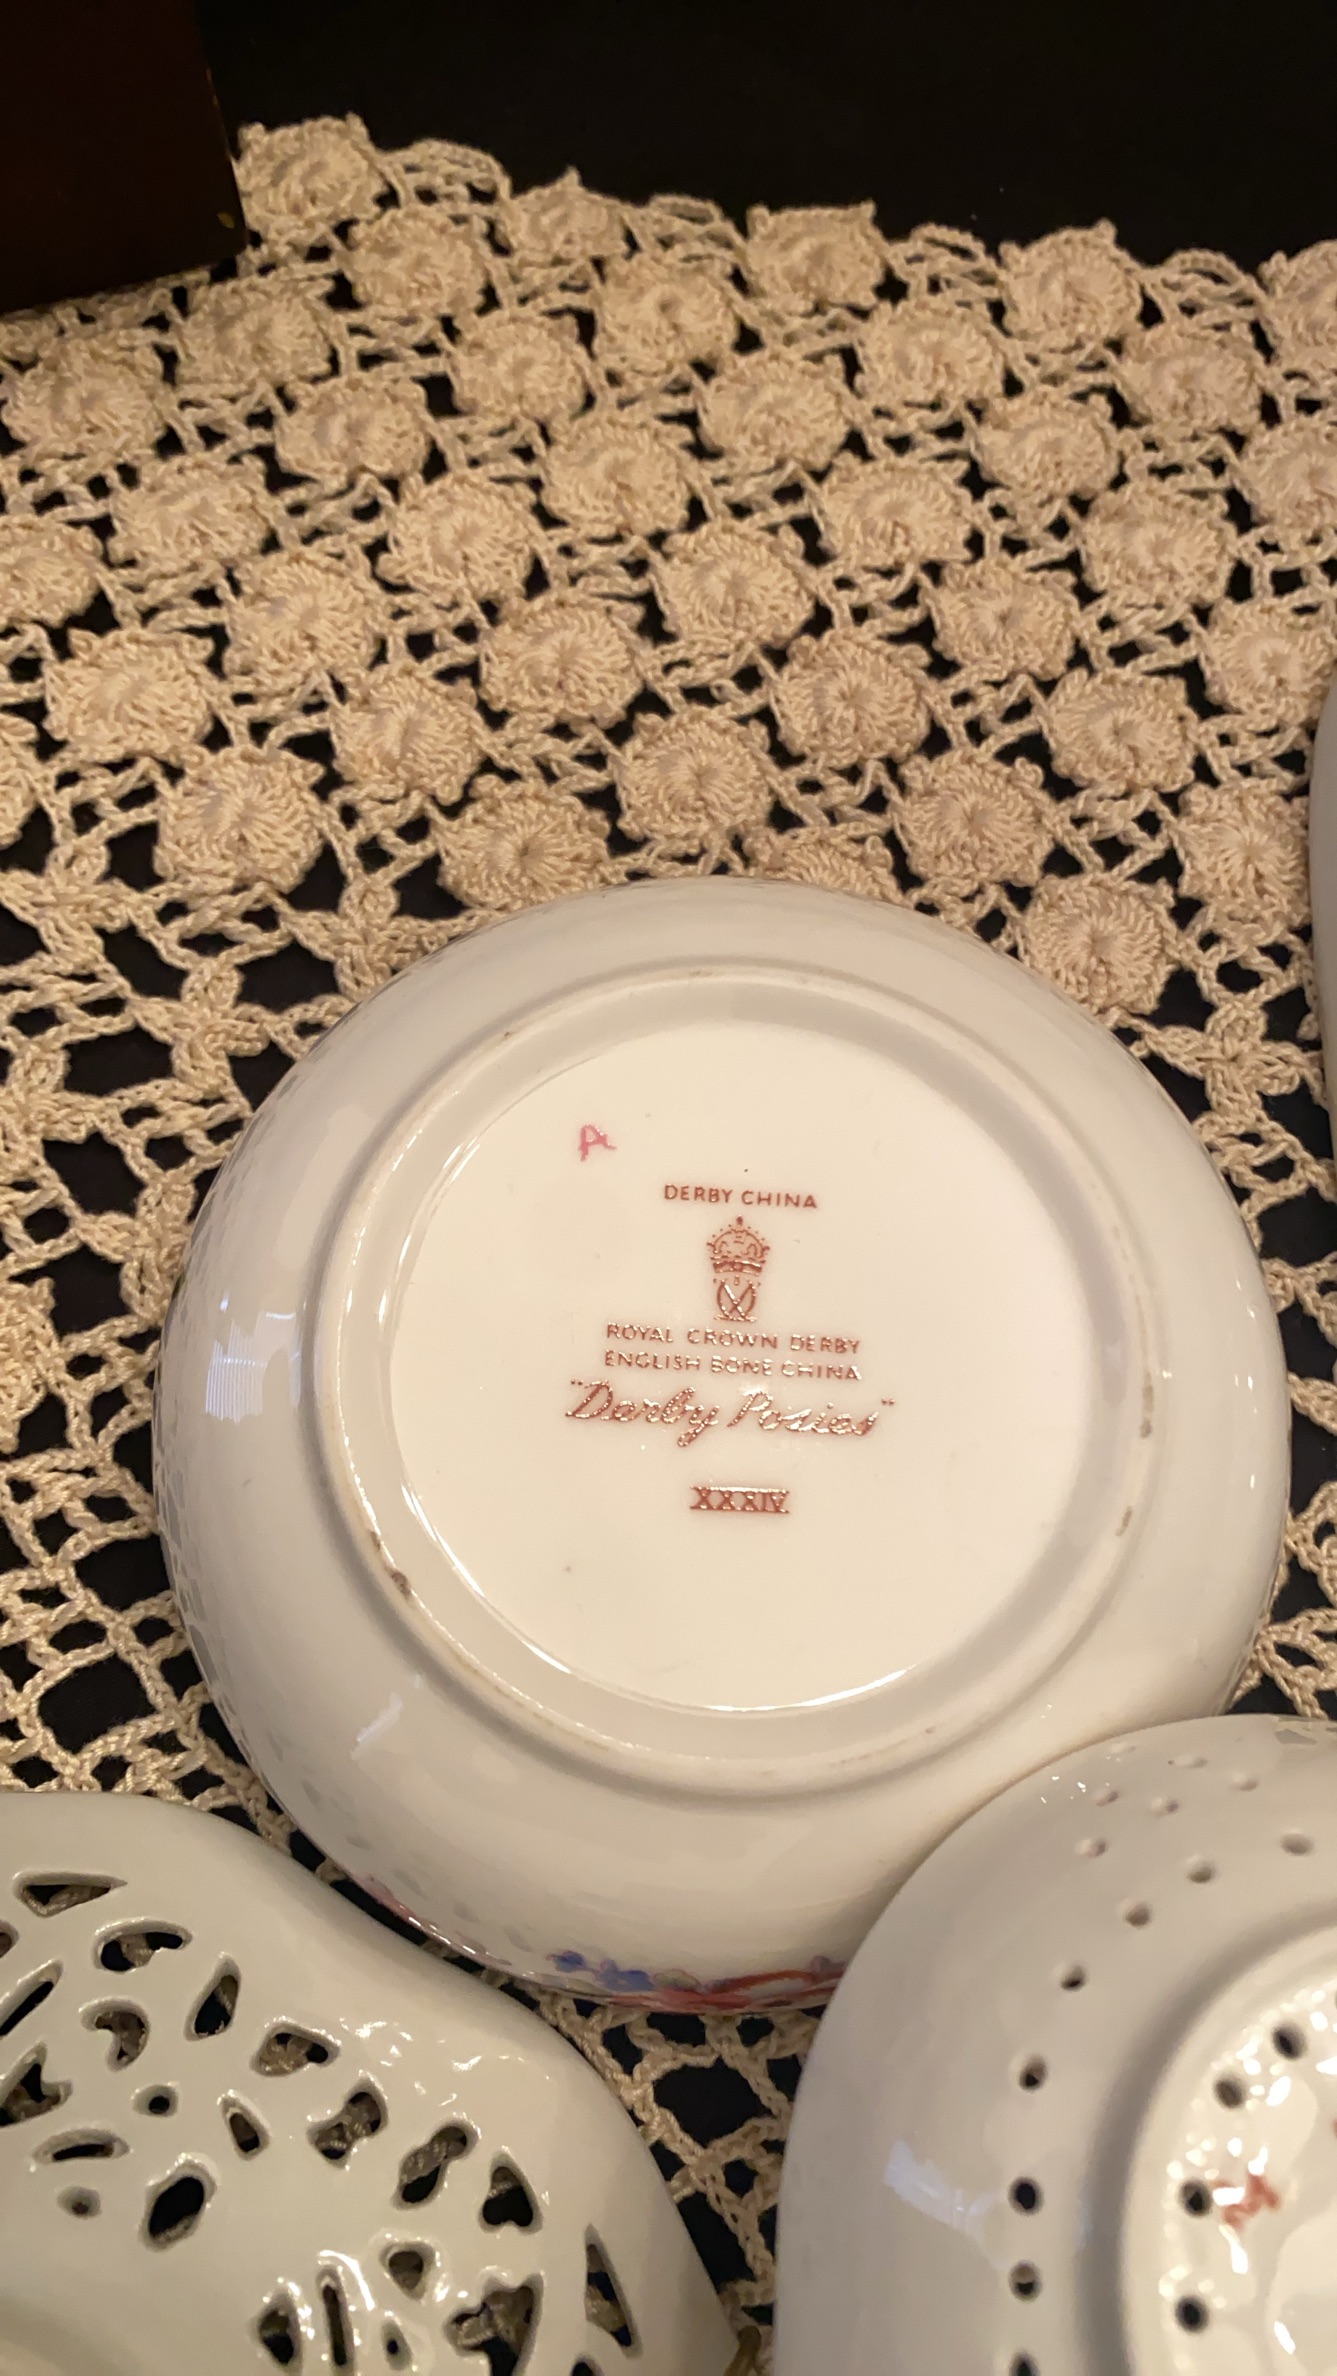 A
DERBY CHINA
ROYAL CROWN DERBY
ENGLISH BONE CHINA
"Derby Posies"
XXXIV